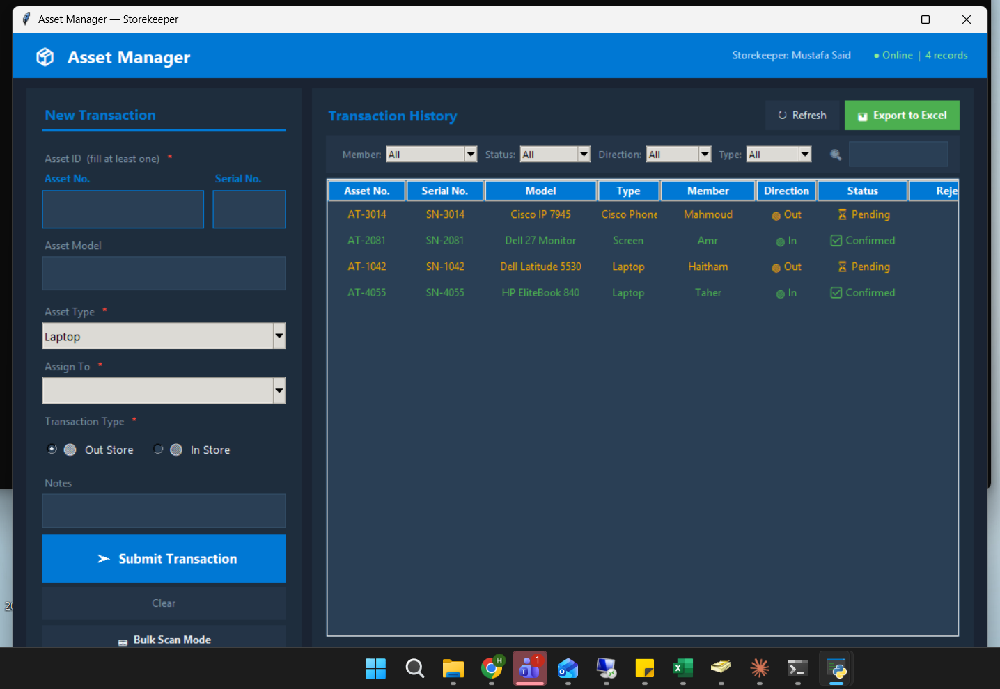 Asset Manager — Storekeeper
Asset Manager
Storekeeper: Mustafa Said
● Online | 4 records
New Transaction
Asset ID (fill at least one) *
Asset No. Serial No.
Asset Model
Asset Type *
Laptop
Assign To *
Transaction Type *
Out Store In Store
Notes
➢ Submit Transaction
Clear
Bulk Scan Mode
Transaction History
↻ Refresh
Export to Excel
Member: All Status: All Direction: All Type: All
Asset No. Serial No. Model Type Member Direction Status Reje
AT-3014 SN-3014 Cisco IP 7945 Cisco Phone Mahmoud Out Pending
AT-2081 SN-2081 Dell 27 Monitor Screen Amr In Confirmed
AT-1042 SN-1042 Dell Latitude 5530 Laptop Haitham Out Pending
AT-4055 SN-4055 HP EliteBook 840 Laptop Taher In Confirmed
H
1